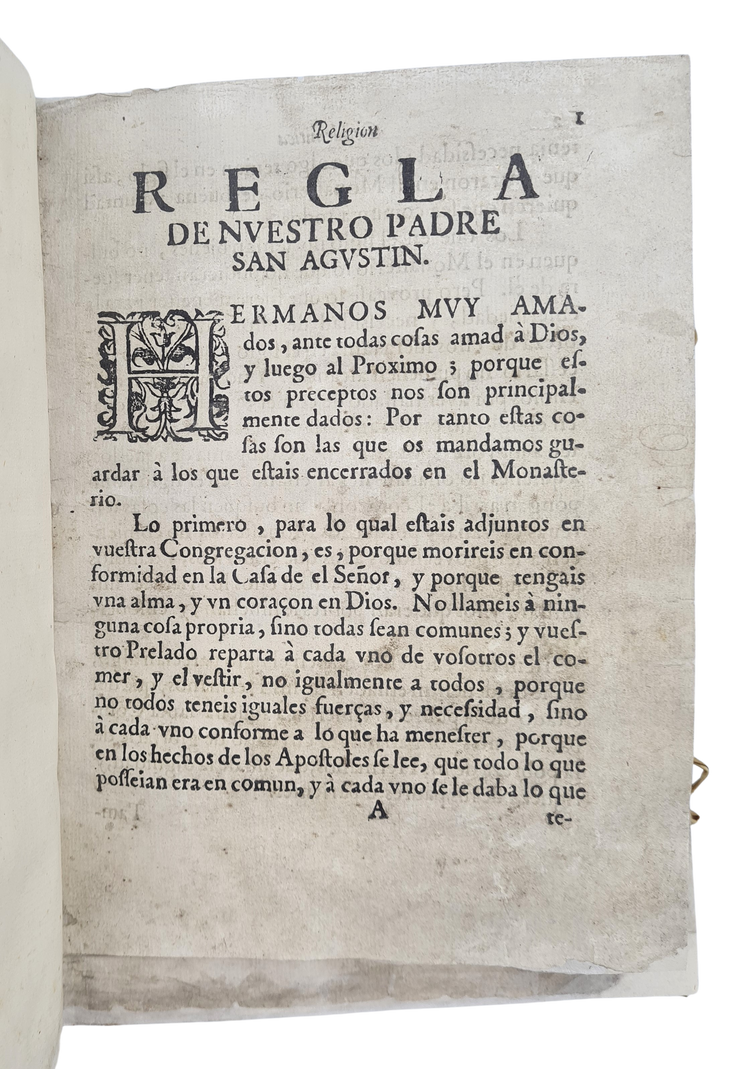 Religion
1
REGLA
DE NVESTRO PADRE
SAN AGVSTIN.
HERMANOS MVY AMA-
dos, ante todas coſas amad à Dios,
y luego al Proximo; porque eſ-
tos preceptos nos ſon principal-
mente dados: Por tanto eſtas co-
ſas ſon las que os mandamos gu-
ardar à los que eſtais encerrados en el Monaſte-
rio.
Lo primero, para lo qual eſtais adjuntos en
vueſtra Congregacion, es, porque morireis en con-
formidad en la Caſa de el Señor, y porque tengais
vna alma, y vn coraçon en Dios. No llameis à nin-
guna coſa propria, ſino todas ſean comunes; y vueſ-
tro Prelado reparta à cada vno de voſotros el co-
mer, y el veſtir, no igualmente a todos, porque
no todos teneis iguales fuerças, y neceſsidad, ſino
à cada vno conforme a lo que ha meneſter, porque
en los hechos de los Apoſtoles ſe lee, que todo lo que
poſſeian era en comun, y à cada vno ſe le daba lo que
A
te-